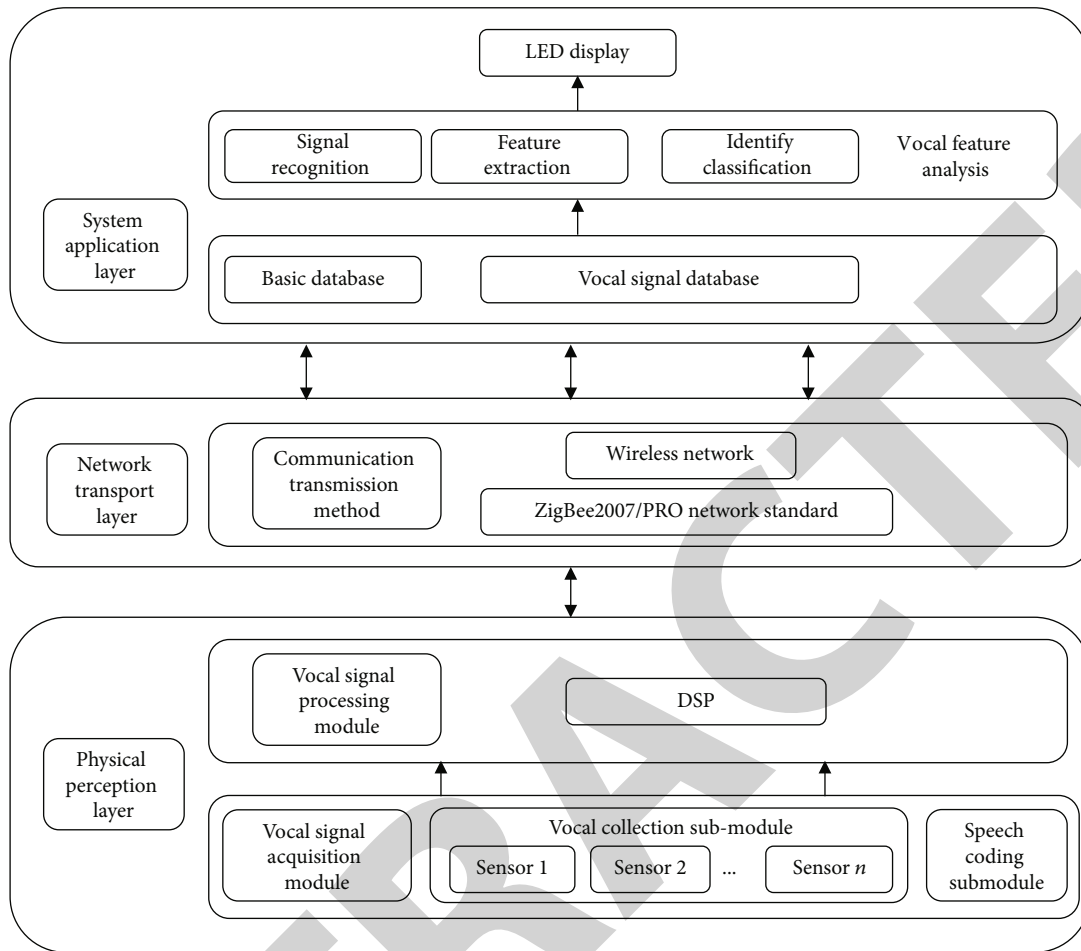 LED display
Signal
recognition
Feature
extraction
Identify
classification
Vocal feature
analysis
System
application
layer
Basic database
Vocal signal database
Network
transport
layer
Communication
transmission
method
Wireless network
ZigBee2007/PRO network standard
Physical
perception
layer
Vocal signal
processing
module
DSP
Vocal signal
acquisition
module
Vocal collection sub-module
Sensor 1
Sensor 2
...
Sensor n
Speech
coding
submodule